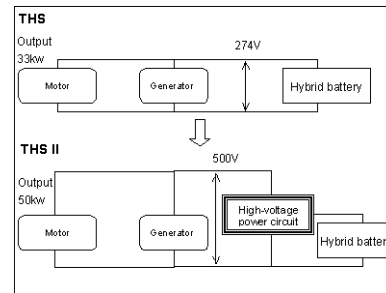 THS
Output
33kw
274V
Motor
Generator
Hybrid battery
THS II
500V
Output
50kw
High-voltage
power circuit
Motor
Generator
Hybrid battery